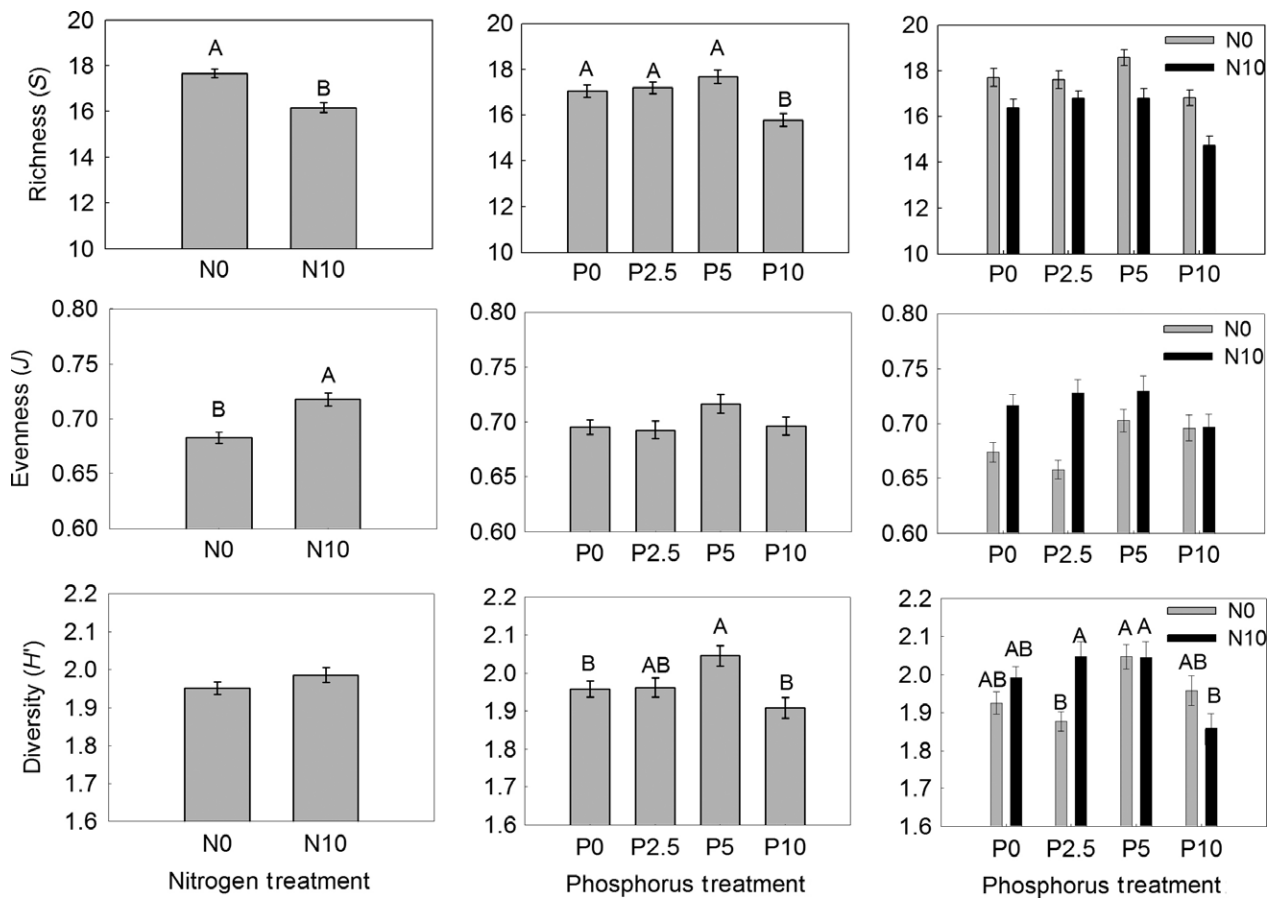 Richness (S)
20
18
16
14
12
10
A
B
N0
N10
20
18
16
14
12
10
A
A
A
B
P0
P2.5
P5
P10
20
18
16
14
12
10
N0
N10
P0
P2.5
P5
P10
Evenness (J)
0.80
0.75
0.70
0.65
0.60
B
A
N0
N10
0.80
0.75
0.70
0.65
0.60
P0
P2.5
P5
P10
0.80
0.75
0.70
0.65
0.60
N0
N10
P0
P2.5
P5
P10
Diversity (H')
2.2
2.1
2.0
1.9
1.8
1.7
1.6
N0
N10
Nitrogen treatment
2.2
2.1
2.0
1.9
1.8
1.7
1.6
B
AB
A
B
P0
P2.5
P5
P10
Phosphorus treatment
2.2
2.1
2.0
1.9
1.8
1.7
1.6
N0
N10
AB
AB
B
A
A
A
AB
B
P0
P2.5
P5
P10
Phosphorus treatment